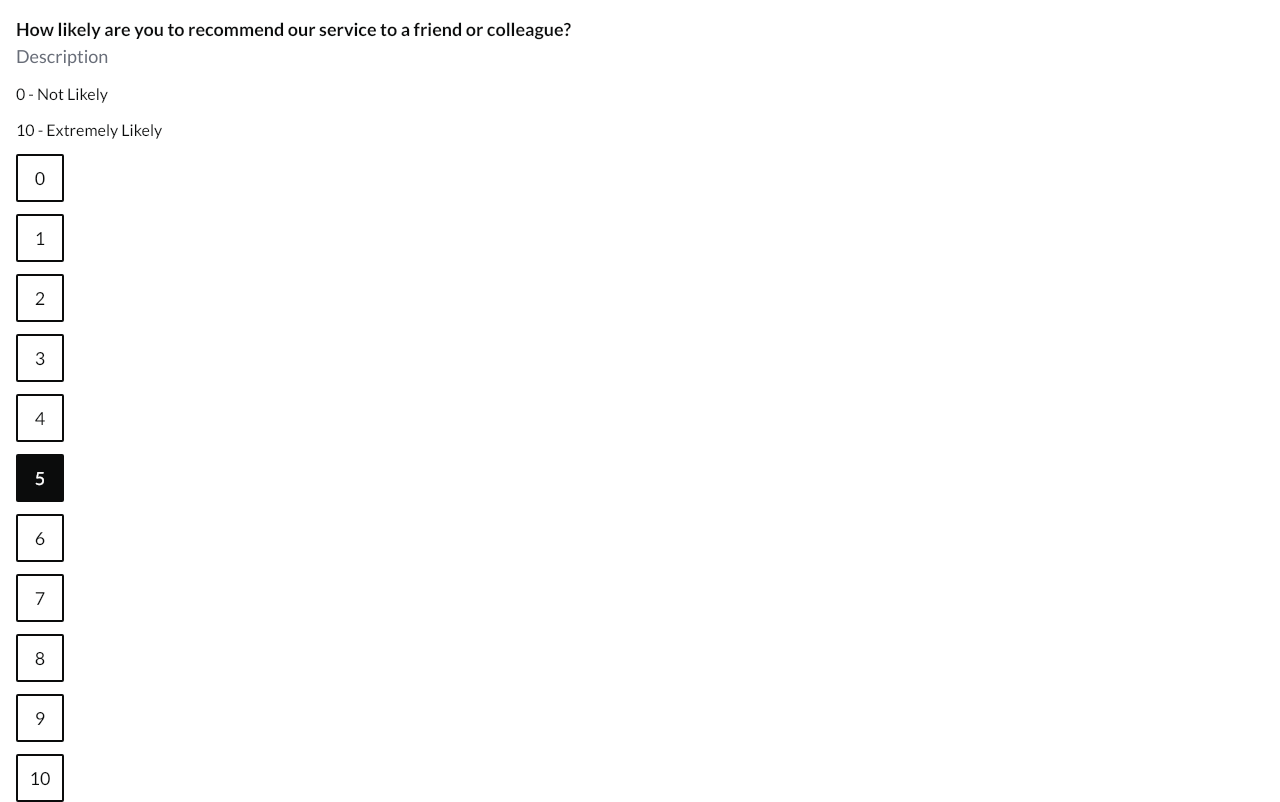 How likely are you to recommend our service to a friend or colleague?
Description
0 - Not Likely
10 - Extremely Likely
0
1
2
3
4
5
6
7
8
9
10